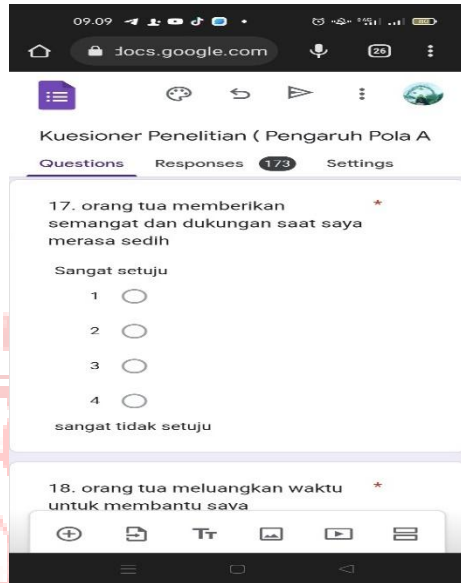 09.09
docs.google.com
26
Kuesioner Penelitian ( Pengaruh Pola A
Questions Responses 173 Settings
17. orang tua memberikan *
semangat dan dukungan saat saya
merasa sedih
Sangat setuju
1
2
3
4
sangat tidak setuju
18. orang tua meluangkan waktu *
untuk membantu saya
Tт